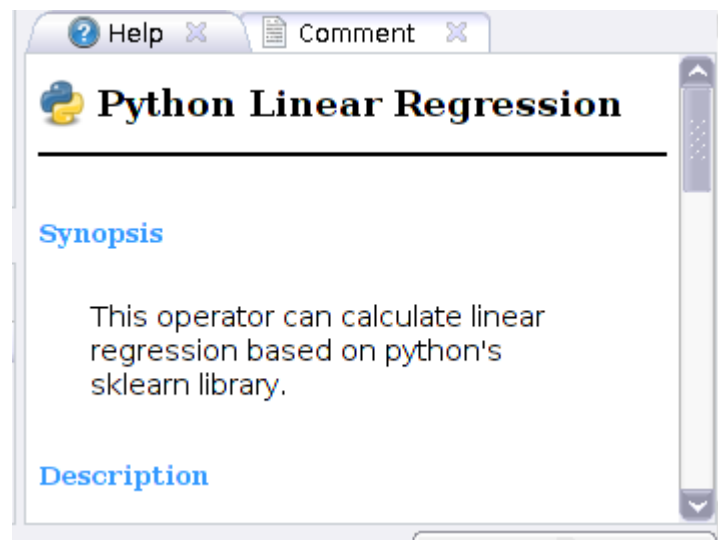 Help
Comment
Python Linear Regression
Synopsis
This operator can calculate linear
regression based on python's
sklearn library.
Description